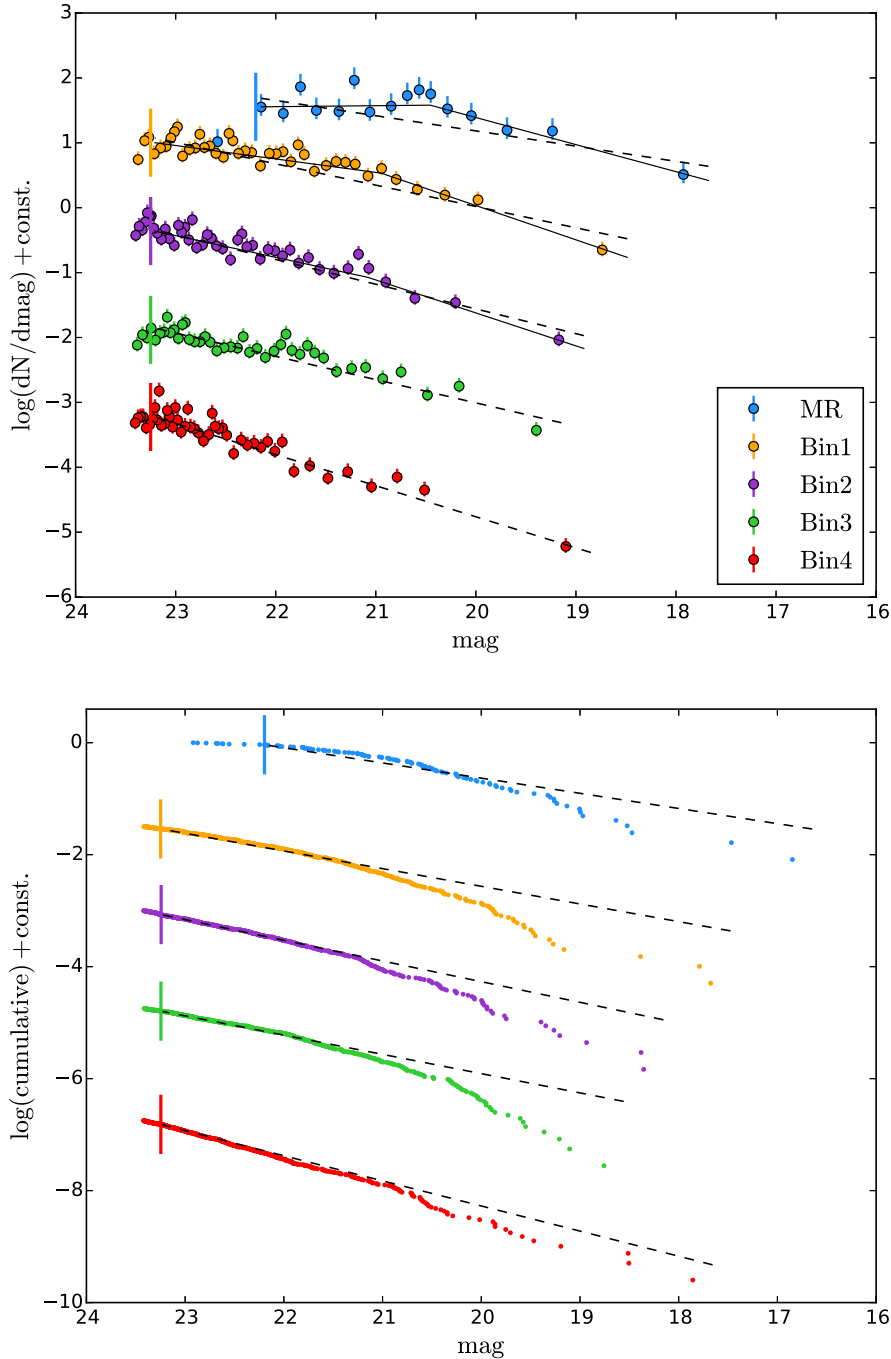 3
2
1
0
−1
−2
−3
−4
−5
−6
log(dN/dmag) +const.
24 23 22 21 20 19 18 17 16
mag
MR
Bin1
Bin2
Bin3
Bin4
0
−2
−4
−6
−8
−10
log(cumulative) +const.
24 23 22 21 20 19 18 17 16
mag